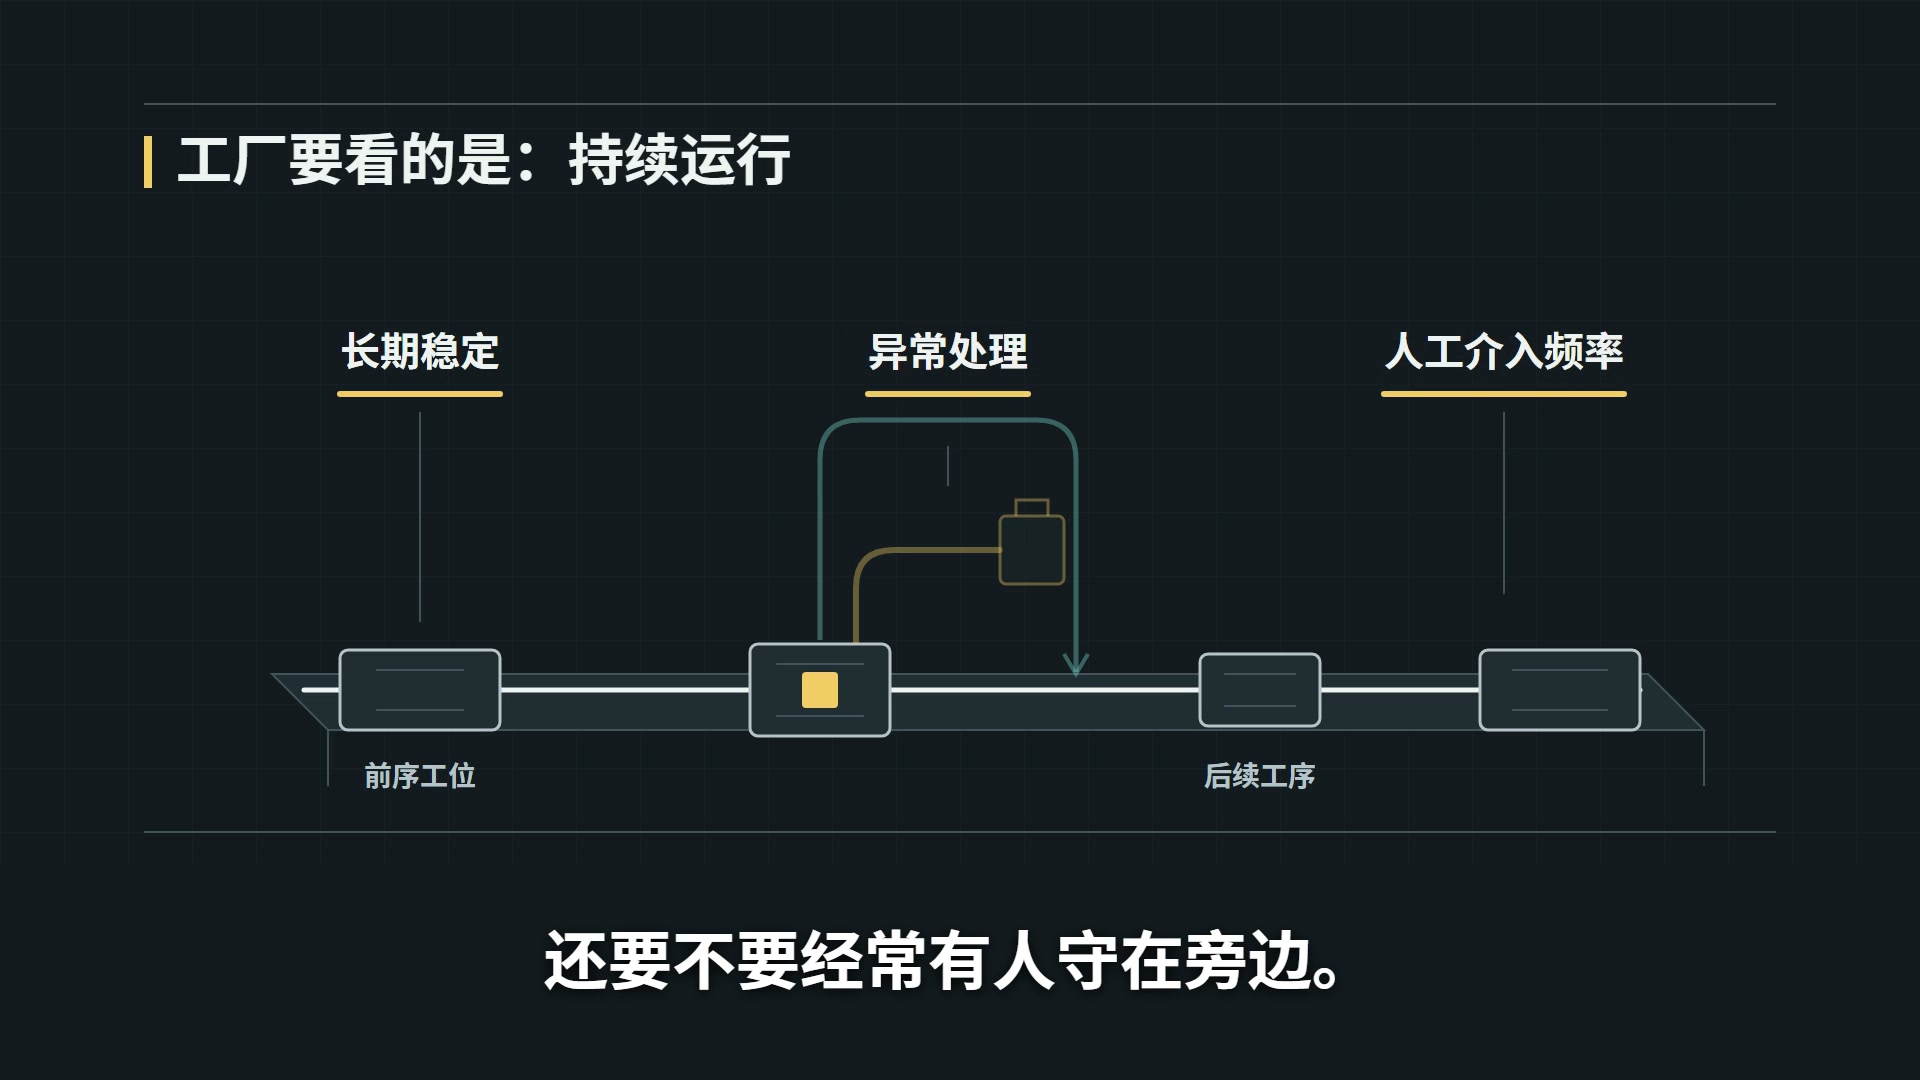 工厂要看的是：持续运行
长期稳定
异常处理
人工介入频率
前序工位
后续工序
还要不要经常有人守在旁边。